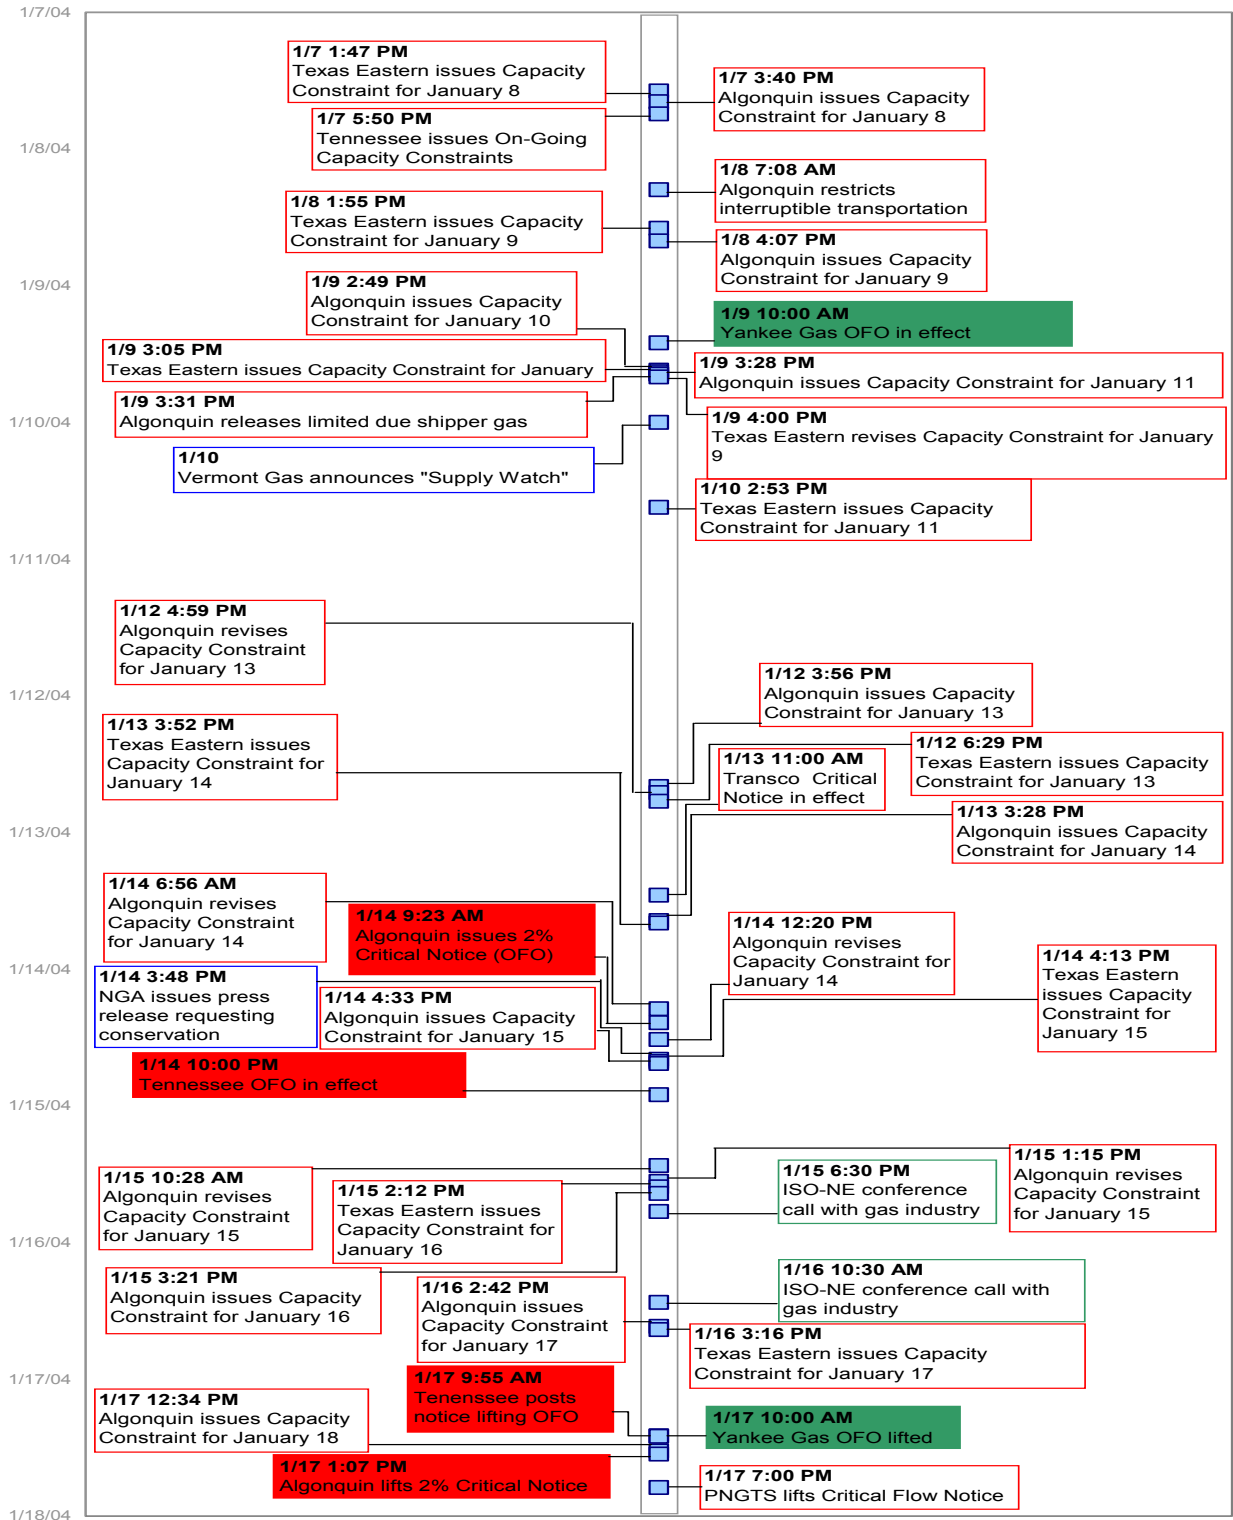 1/7/04
1/7 1:47 PM
Texas Eastern issues Capacity
Constraint for January 8
1/7 3:40 PM
Algonquin issues Capacity
Constraint for January 8
1/7 5:50 PM
Tennessee issues On-Going
Capacity Constraints
1/8/04
1/8 7:08 AM
Algonquin restricts
interruptible transportation
1/8 1:55 PM
Texas Eastern issues Capacity
Constraint for January 9
1/8 4:07 PM
Algonquin issues Capacity
Constraint for January 9
1/9/04
1/9 2:49 PM
Algonquin issues Capacity
Constraint for January 10
1/9 10:00 AM
Yankee Gas OFO in effect
1/9 3:05 PM
Texas Eastern issues Capacity Constraint for January
1/9 3:28 PM
Algonquin issues Capacity Constraint for January 11
1/9 3:31 PM
Algonquin releases limited due shipper gas
1/9 4:00 PM
Texas Eastern revises Capacity Constraint for January
9
1/10/04
1/10
Vermont Gas announces "Supply Watch"
1/10 2:53 PM
Texas Eastern issues Capacity
Constraint for January 11
1/11/04
1/12 4:59 PM
Algonquin revises
Capacity Constraint
for January 13
1/12/04
1/12 3:56 PM
Algonquin issues Capacity
Constraint for January 13
1/13 3:52 PM
Texas Eastern issues
Capacity Constraint for
January 14
1/12 6:29 PM
Texas Eastern issues Capacity
Constraint for January 13
1/13 11:00 AM
Transco Critical
Notice in effect
1/13/04
1/13 3:28 PM
Algonquin issues Capacity
Constraint for January 14
1/14 6:56 AM
Algonquin revises
Capacity Constraint
for January 14
1/14 9:23 AM
Algonquin issues 2%
Critical Notice (OFO)
1/14 12:20 PM
Algonquin revises
Capacity Constraint for
January 14
1/14 4:13 PM
Texas Eastern
issues Capacity
Constraint for
January 15
1/14/04
1/14 3:48 PM
NGA issues press
release requesting
conservation
1/14 4:33 PM
Algonquin issues Capacity
Constraint for January 15
1/14 10:00 PM
Tennessee OFO in effect
1/15/04
1/15 10:28 AM
Algonquin revises
Capacity Constraint
for January 15
1/15 2:12 PM
Texas Eastern issues
Capacity Constraint for
January 16
1/15 6:30 PM
ISO-NE conference
call with gas industry
1/15 1:15 PM
Algonquin revises
Capacity Constraint
for January 15
1/16/04
1/15 3:21 PM
Algonquin issues Capacity
Constraint for January 16
1/16 2:42 PM
Algonquin issues
Capacity Constraint
for January 17
1/16 10:30 AM
ISO-NE conference call with
gas industry
1/16 3:16 PM
Texas Eastern issues Capacity
Constraint for January 17
1/17/04
1/17 9:55 AM
Tenenssee posts
notice lifting OFO
1/17 12:34 PM
Algonquin issues Capacity
Constraint for January 18
1/17 10:00 AM
Yankee Gas OFO lifted
1/17 1:07 PM
Algonquin lifts 2% Critical Notice
1/17 7:00 PM
PNGTS lifts Critical Flow Notice
1/18/04